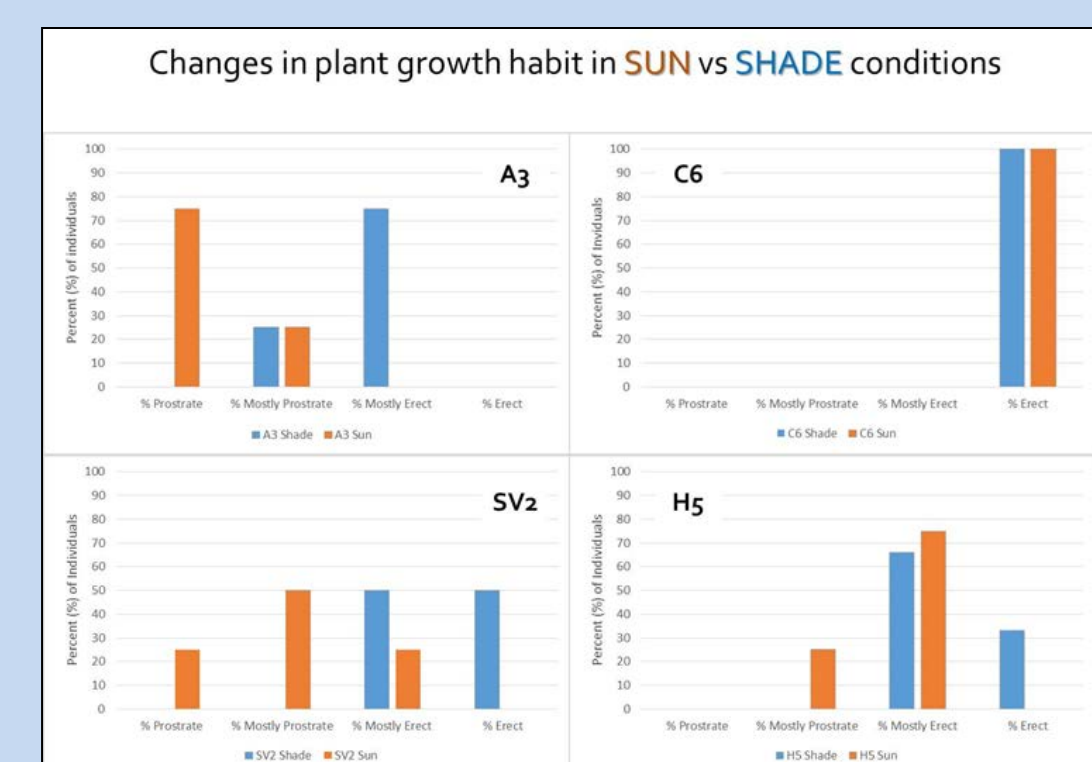 Changes in plant growth habit in SUN vs SHADE conditions
A3
Percent (%) of individuals
100
90
80
70
60
50
40
30
20
10
0
% Prostrate % Mostly Prostrate % Mostly Erect % Erect
A3 Shade A3 Sun
C6
Percent (%) of Inviduals
100
90
80
70
60
50
40
30
20
10
0
% Prostrate % Mostly Prostrate % Mostly Erect % Erect
C6 Shade C6 Sun
SV2
Percent (%) of Individuals
100
90
80
70
60
50
40
30
20
10
0
% Prostrate % Mostly Prostrate % Mostly Erect % Erect
SV2 Shade SV2 Sun
H5
Percent (%) of Individuals
100
90
80
70
60
50
40
30
20
10
0
% Prostrate % Mostly Prostrate % Mostly Erect % Erect
H5 Shade H5 Sun